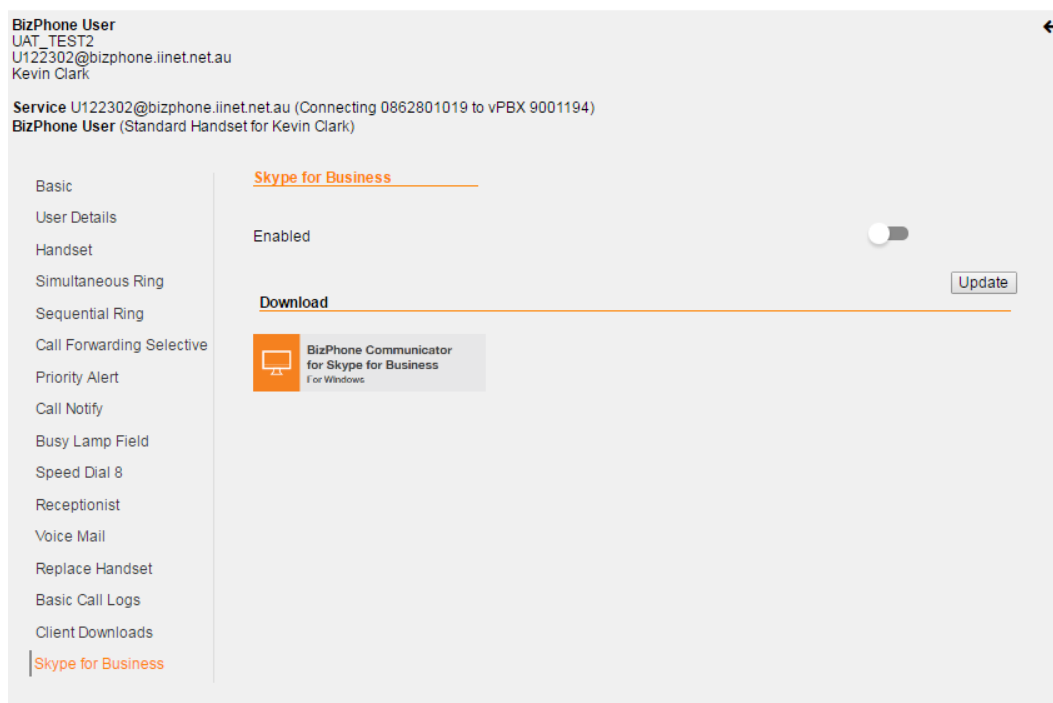 BizPhone User
UAT_TEST2
U122302@bizphone.iinet.net.au
Kevin Clark
Service U122302@bizphone.iinet.net.au (Connecting 0862801019 to vPBX 9001194)
BizPhone User (Standard Handset for Kevin Clark)
Basic
User Details
Handset
Simultaneous Ring
Sequential Ring
Call Forwarding Selective
Priority Alert
Call Notify
Busy Lamp Field
Speed Dial 8
Receptionist
Voice Mail
Replace Handset
Basic Call Logs
Client Downloads
Skype for Business
Skype for Business
Enabled
Update
Download
BizPhone Communicator
for Skype for Business
For Windows